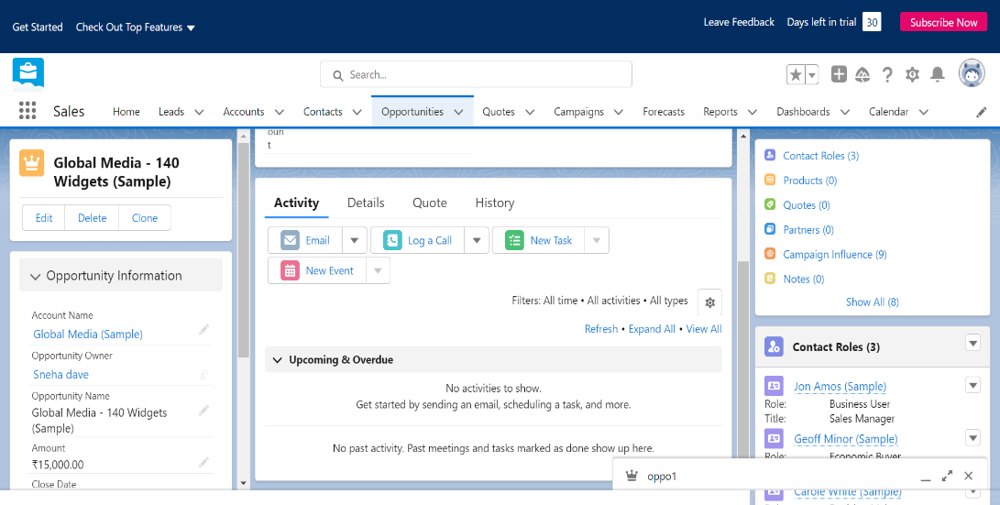 Get Started Check Out Top Features Leave Feedback Days left in trial 30 Subscribe Now
Search...
Sales Home Leads Accounts Contacts Opportunities Quotes Campaigns Forecasts Reports Dashboards Calendar
Global Media - 140
Widgets (Sample)
Edit Delete Clone
Opportunity Information
Account Name
Global Media (Sample)
Opportunity Owner
Sneha dave
Opportunity Name
Global Media - 140 Widgets
(Sample)
Amount
₹15,000.00
Close Date
oun
t
Activity Details Quote History
Email Log a Call New Task
New Event
Filters: All time • All activities • All types
Refresh • Expand All • View All
Upcoming & Overdue
No activities to show.
Get started by sending an email, scheduling a task, and more.
No past activity. Past meetings and tasks marked as done show up here.
Contact Roles (3)
Products (0)
Quotes (0)
Partners (0)
Campaign Influence (9)
Notes (0)
Show All (8)
Contact Roles (3)
Jon Amos (Sample)
Role: Business User
Title: Sales Manager
Geoff Minor (Sample)
Role: Economic Buyer
oppo1
Carole White (Sample)